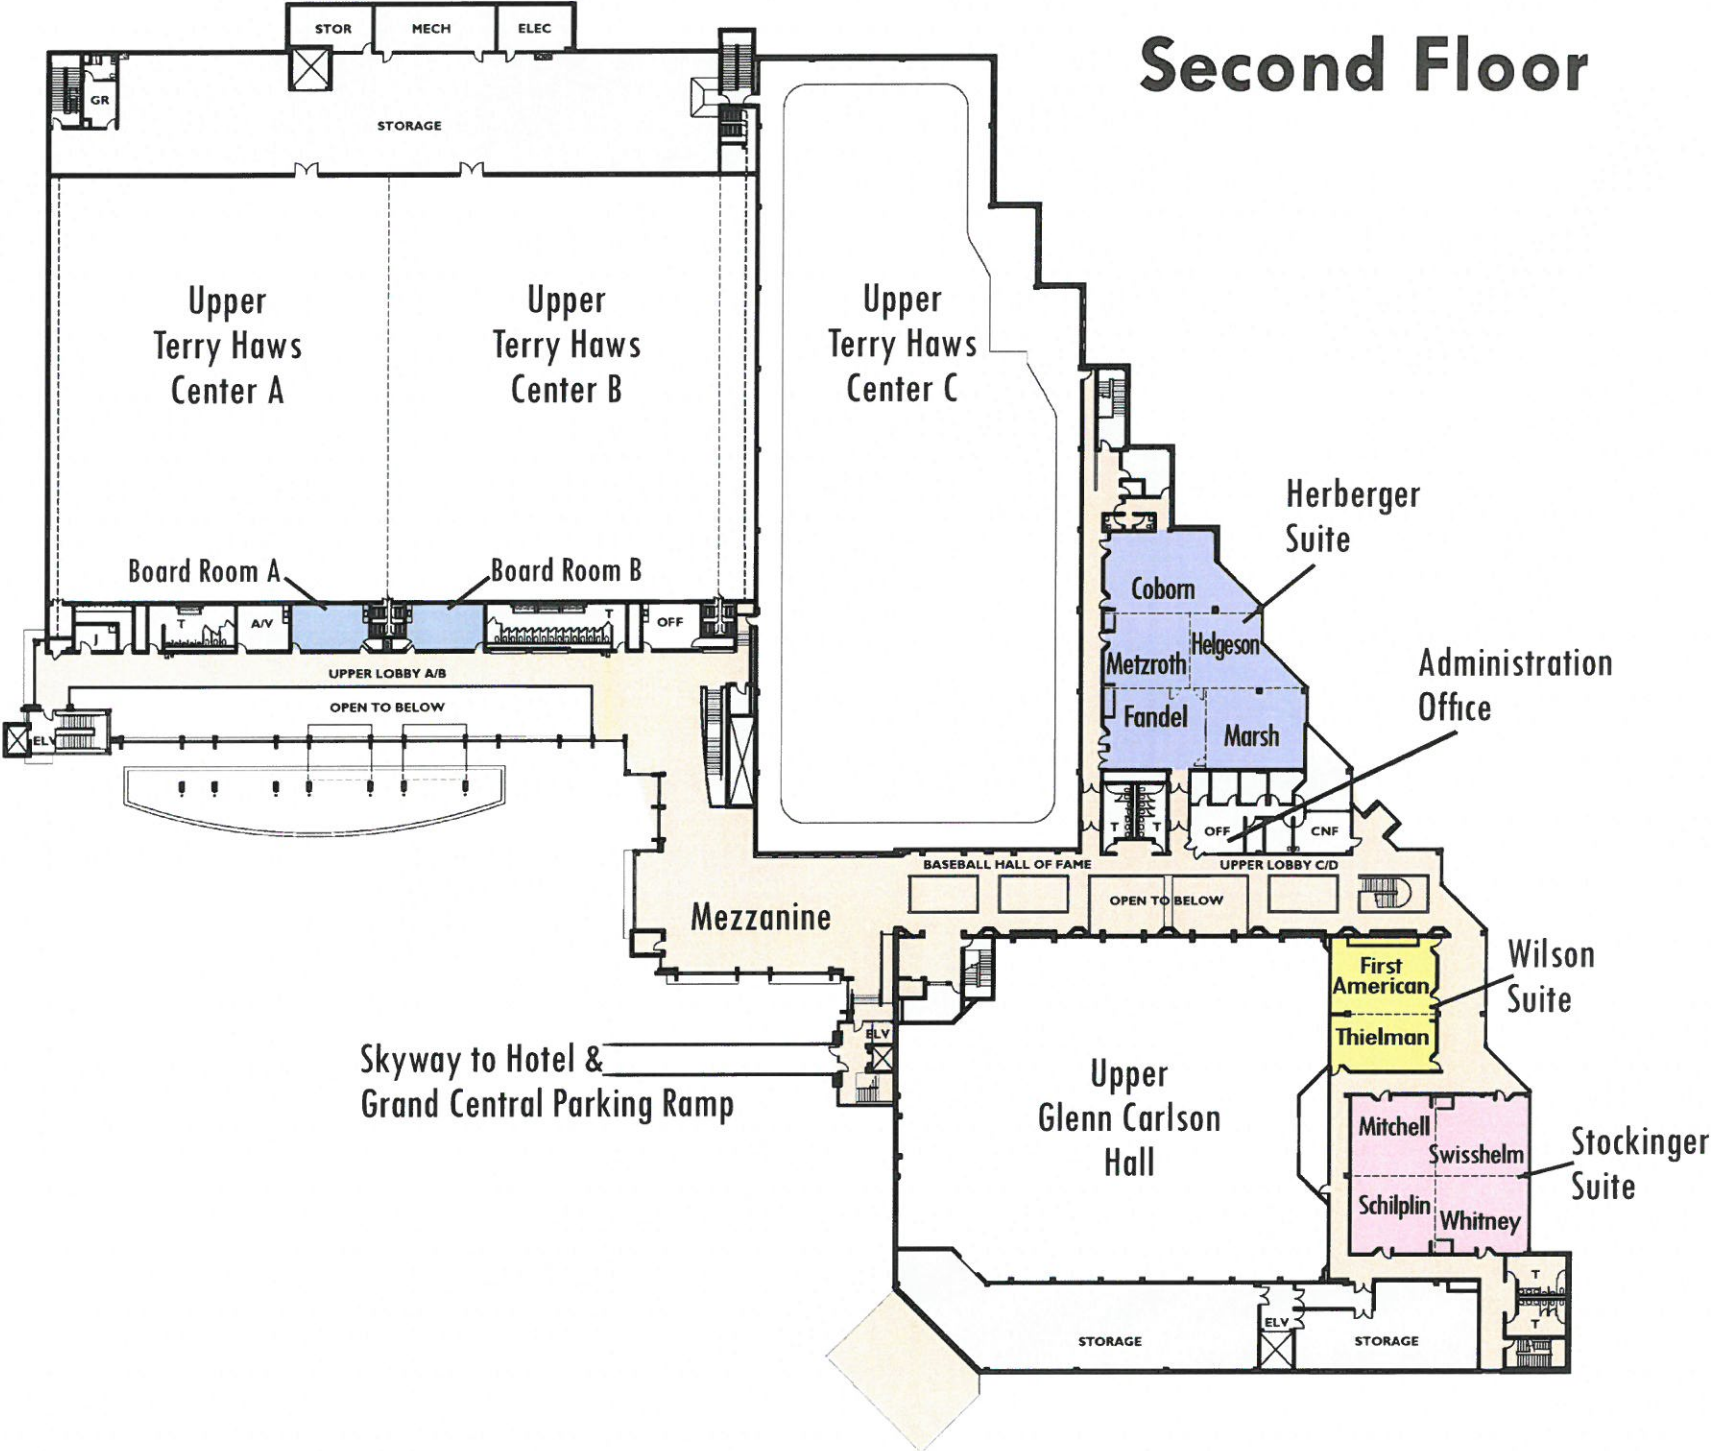 Second Floor
STOR
MECH
ELEC
GR
STORAGE
Upper
Terry Haws
Center A
Upper
Terry Haws
Center B
Upper
Terry Haws
Center C
Board Room A
Board Room B
J
T
A/V
T
OFF
UPPER LOBBY A/B
OPEN TO BELOW
ELV
Herberger
Suite
Coborn
Helgeson
Metzroth
Fandel
Marsh
Administration
Office
T
T
OFF
CNF
BASEBALL HALL OF FAME
UPPER LOBBY C/D
OPEN TO BELOW
Mezzanine
First
American
Thielman
Wilson
Suite
ELV
Skyway to Hotel &
Grand Central Parking Ramp
Upper
Glenn Carlson
Hall
Mitchell
Swisshelm
Schilplin
Whitney
Stockinger
Suite
T
T
ELV
STORAGE
STORAGE